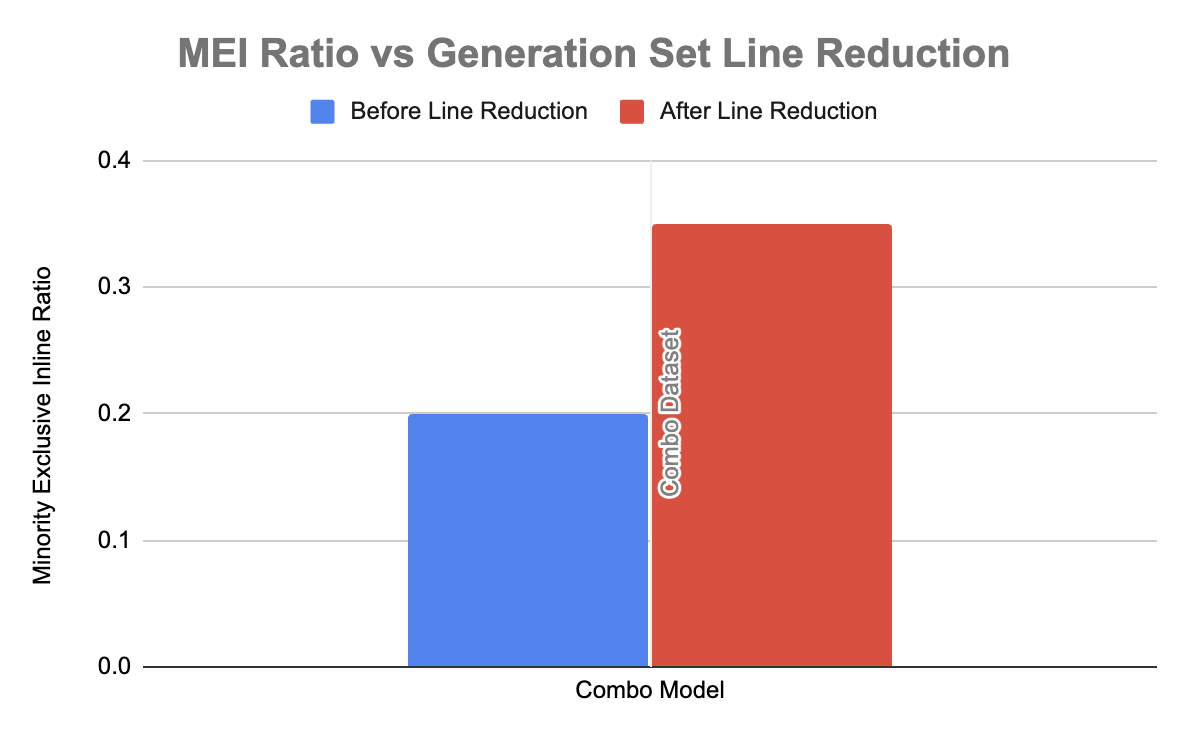 MEI Ratio vs Generation Set Line Reduction
Before Line Reduction
After Line Reduction
0.4
0.3
0.2
0.1
0.0
Minority Exclusive Inline Ratio
Combo Dataset
Combo Model